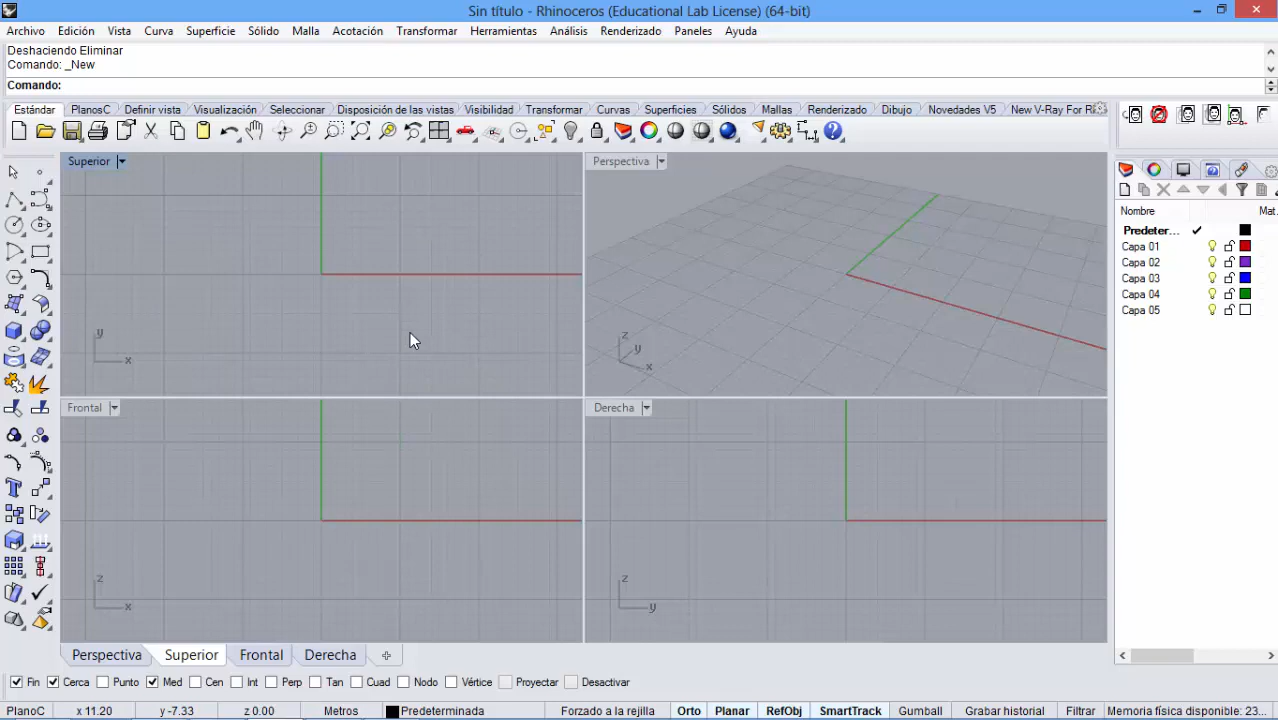 Sin título - Rhinoceros (Educational Lab License) (64-bit)
Archivo Edición Vista Curva Superficie Sólido Malla Acotación Transformar Herramientas Análisis Renderizado Paneles Ayuda
Deshaciendo Eliminar
Comando: _New
Comando:
Estándar PlanosC Definir vista Visualización Seleccionar Disposición de las vistas Visibilidad Transformar Curvas Superficies Sólidos Mallas Renderizado Dibujo Novedades V5 New V-Ray For
Superior
Perspectiva
Nombre Mat
Predeter...
Capa 01
Capa 02
Capa 03
Capa 04
Capa 05
y
x
z
y
x
Frontal
Derecha
z
x
z
y
Perspectiva Superior Frontal Derecha
Fin Cerca Punto Med Cen Int Perp Tan Cuad Nodo Vértice Proyectar Desactivar
PlanoC x 11.20 y -7.33 z 0.00 Metros Predeterminada Forzado a la rejilla Orto Planar RefObj SmartTrack Gumball Grabar historial Filtrar Memoria física disponible: 23...